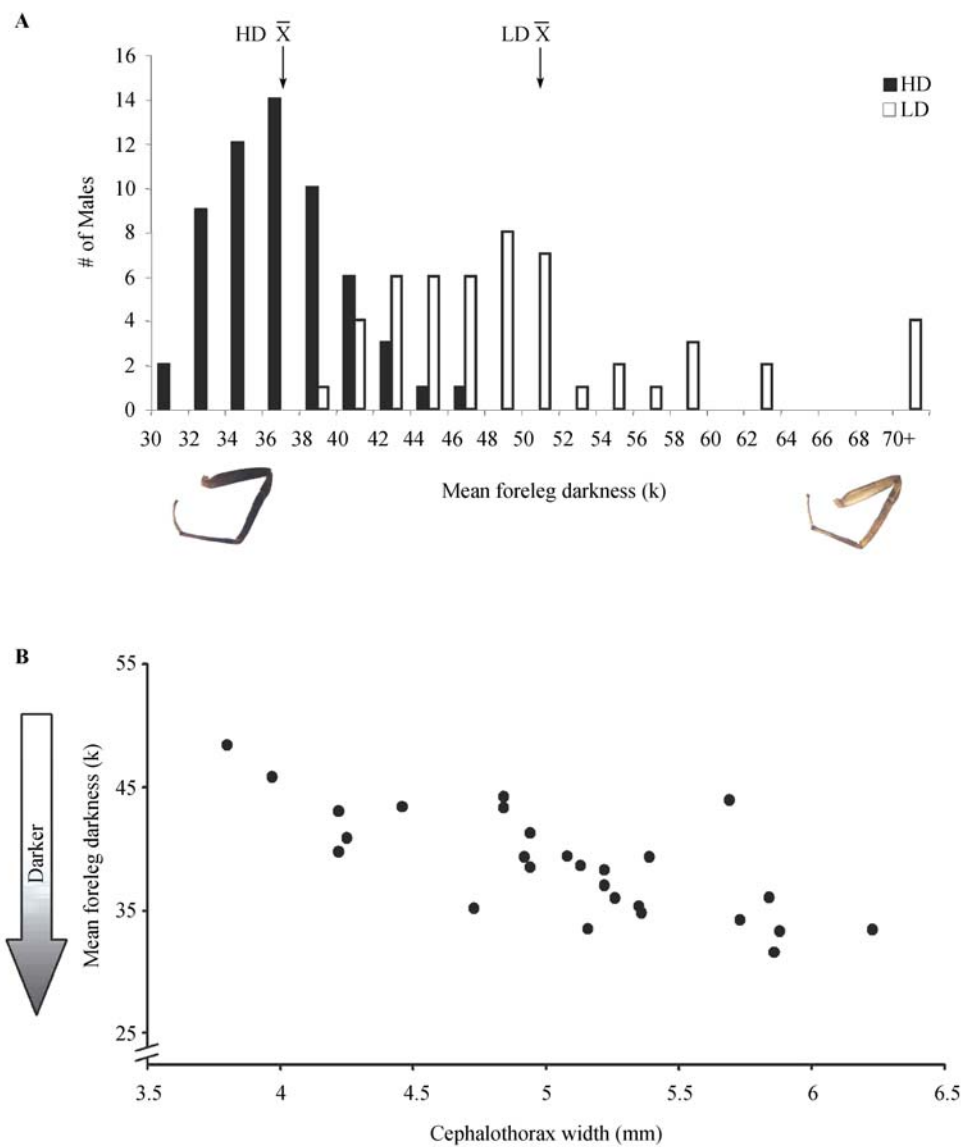 A
HD X̅
LD X̅
16
14
12
10
8
6
4
2
0
# of Males
HD
LD
30 32 34 36 38 40 42 44 46 48 50 52 54 56 58 60 62 64 66 68 70+
Mean foreleg darkness (k)
B
Darker
Mean foreleg darkness (k)
55
45
35
25
3.5 4 4.5 5 5.5 6 6.5
Cephalothorax width (mm)